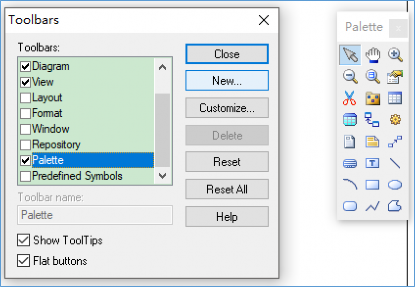 Toolbars
Toolbars:
Diagram
View
Layout
Format
Window
Repository
Palette
Predefined Symbols
Toolbar name:
Palette
Show ToolTips
Flat buttons
Close
New...
Customize...
Delete
Reset
Reset All
Help
Palette